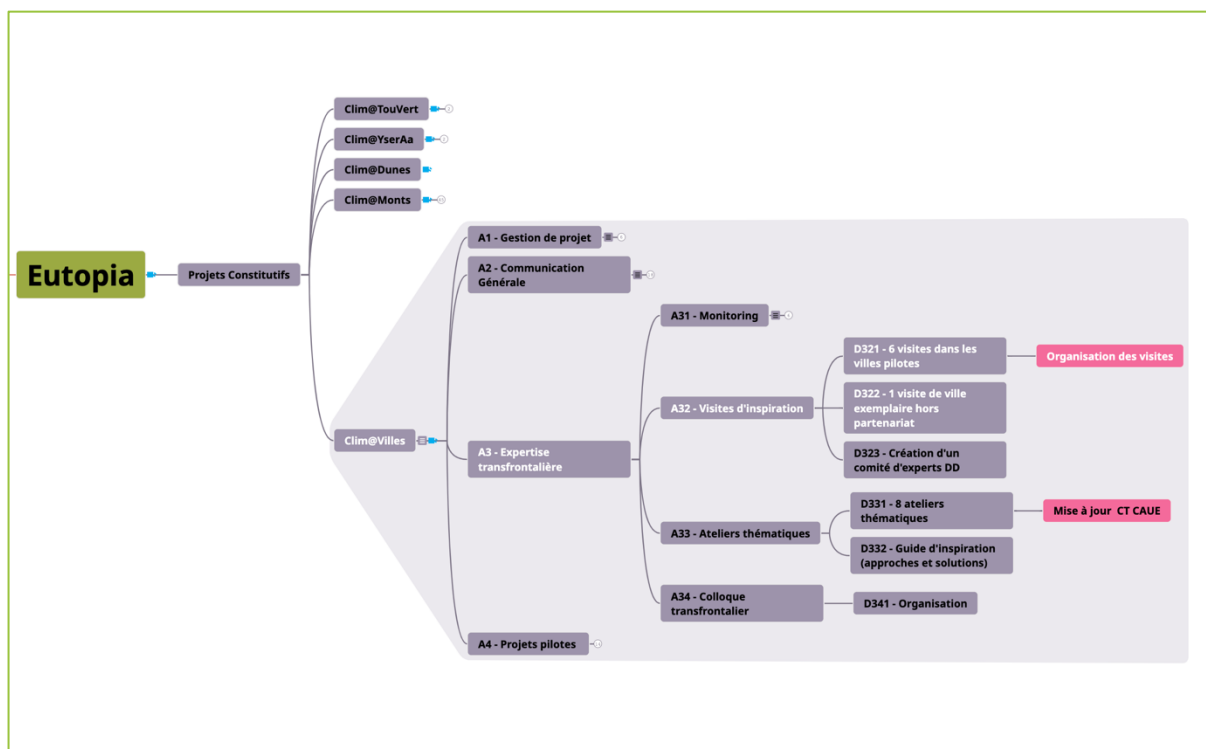 Clim@TouVert
Clim@YserAa
Clim@Dunes
Clim@Monts
Eutopia
Projets Constitutifs
Clim@Villes
A1 - Gestion de projet
A2 - Communication
Générale
A3 - Expertise
transfrontalière
A31 - Monitoring
A32 - Visites d'inspiration
D321 - 6 visites dans les
villes pilotes
Organisation des visites
D322 - 1 visite de ville
exemplaire hors
partenariat
D323 - Création d'un
comité d'experts DD
A33 - Ateliers thématiques
D331 - 8 ateliers
thématiques
Mise à jour  CT CAUE
D332 - Guide d'inspiration
(approches et solutions)
A34 - Colloque
transfrontalier
D341 - Organisation
A4 - Projets pilotes